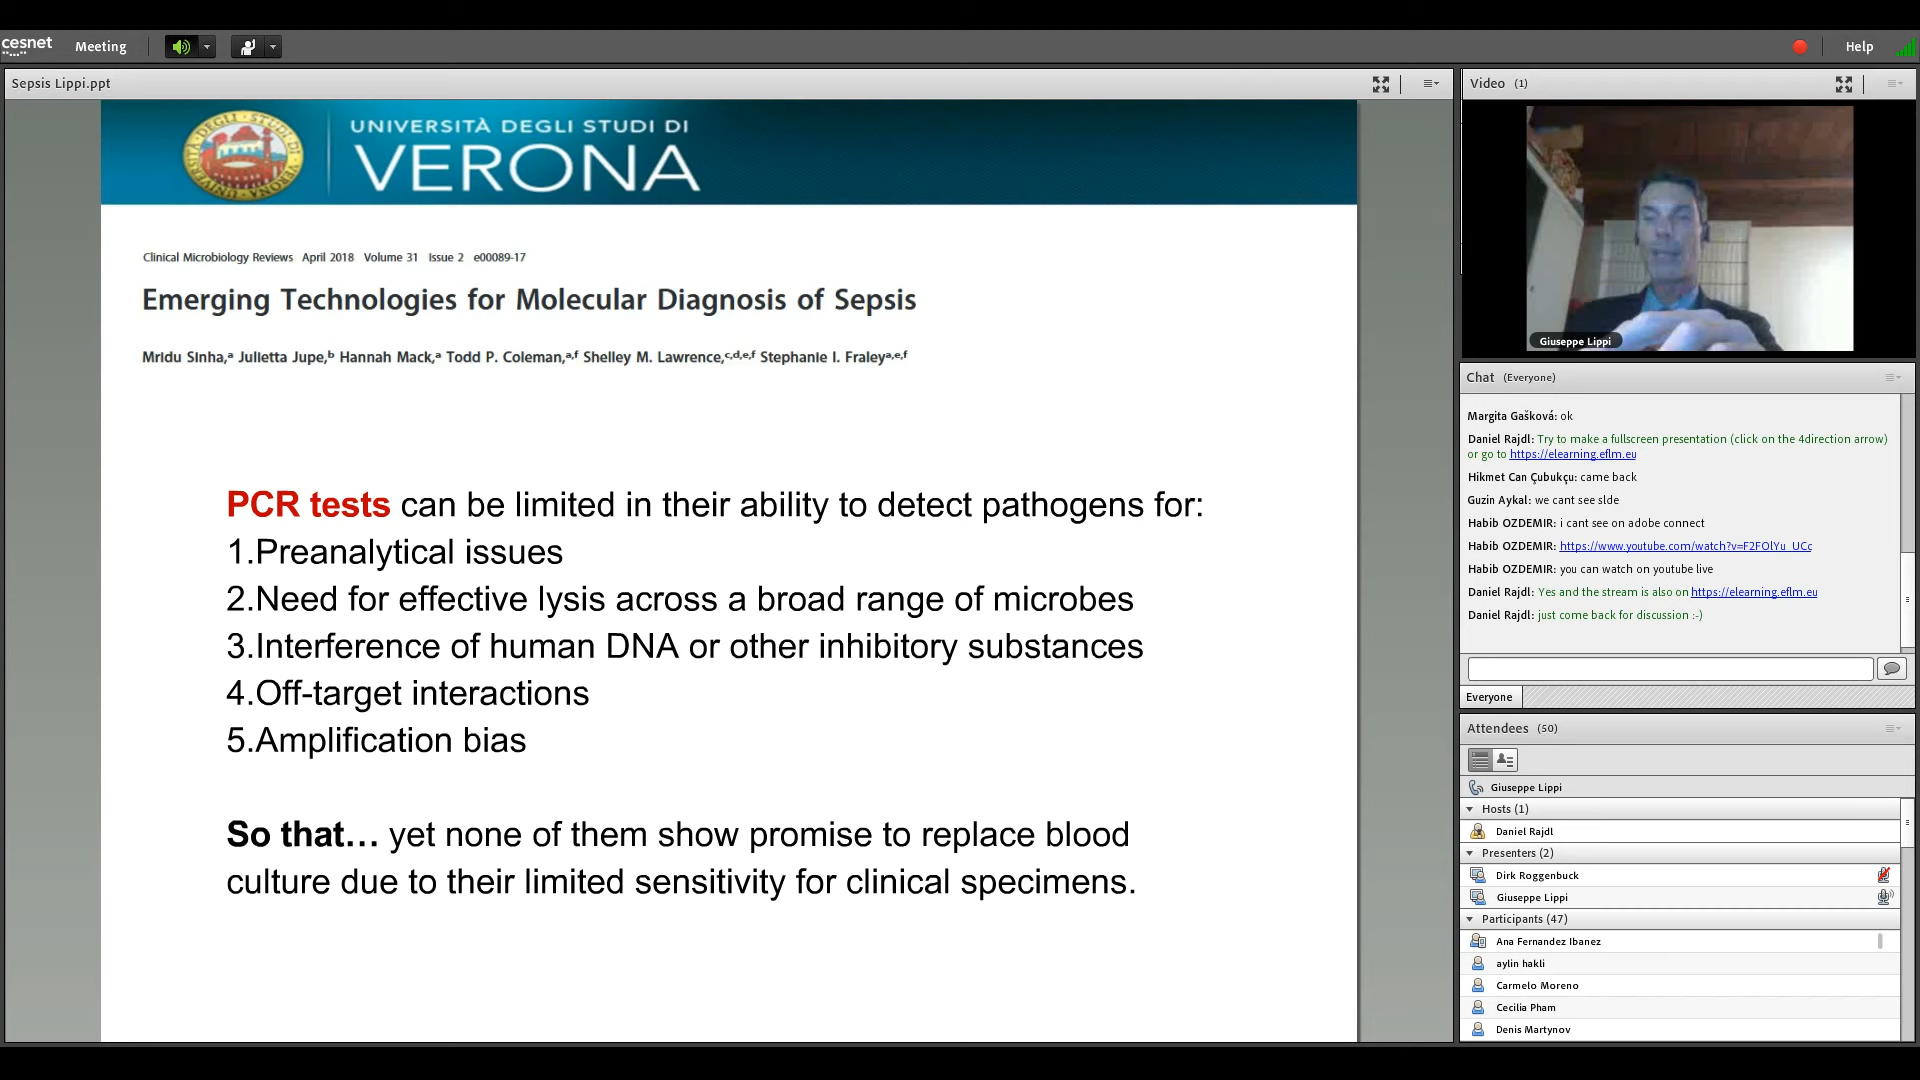 cesnet
Meeting
Help
Sepsis Lippi.ppt
UNIVERSITÀ DEGLI STUDI DI
VERONA
Clinical Microbiology Reviews April 2018 Volume 31 Issue 2 e00089-17
Emerging Technologies for Molecular Diagnosis of Sepsis
Mridu Sinha,ᵃ Julietta Jupe,ᵇ Hannah Mack,ᵃ Todd P. Coleman,ᵃ,ᶠ Shelley M. Lawrence,ᶜ,ᵈ,ᵉ,ᶠ Stephanie I. Fraleyᵃ,ᵉ,ᶠ
PCR tests can be limited in their ability to detect pathogens for:
1.Preanalytical issues
2.Need for effective lysis across a broad range of microbes
3.Interference of human DNA or other inhibitory substances
4.Off-target interactions
5.Amplification bias
So that… yet none of them show promise to replace blood
culture due to their limited sensitivity for clinical specimens.
Video (1)
Giuseppe Lippi
Chat (Everyone)
Margita Gašková: ok
Daniel Rajdl: Try to make a fullscreen presentation (click on the 4direction arrow)
or go to https://elearning.eflm.eu
Hikmet Can Çubukçu: came back
Guzin Aykal: we cant see slde
Habib OZDEMIR: i cant see on adobe connect
Habib OZDEMIR: https://www.youtube.com/watch?v=F2FOlYu_UCc
Habib OZDEMIR: you can watch on youtube live
Daniel Rajdl: Yes and the stream is also on https://elearning.eflm.eu
Daniel Rajdl: just come back for discussion :-)
Everyone
Attendees (50)
Giuseppe Lippi
Hosts (1)
Daniel Rajdl
Presenters (2)
Dirk Roggenbuck
Giuseppe Lippi
Participants (47)
Ana Fernandez Ibanez
aylin hakli
Carmelo Moreno
Cecilia Pham
Denis Martynov